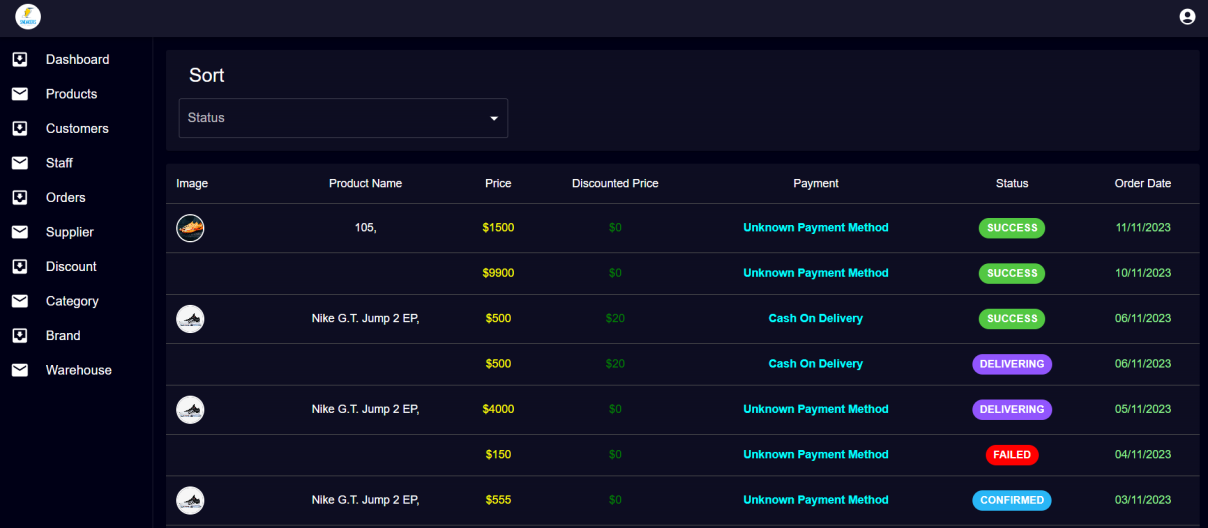 SNEAKERS
Dashboard
Products
Customers
Staff
Orders
Supplier
Discount
Category
Brand
Warehouse
Sort
Status
Image Product Name Price Discounted Price Payment Status Order Date
105, $1500 $0 Unknown Payment Method SUCCESS 11/11/2023
$9900 $0 Unknown Payment Method SUCCESS 10/11/2023
Nike G.T. Jump 2 EP, $500 $20 Cash On Delivery SUCCESS 06/11/2023
$500 $20 Cash On Delivery DELIVERING 06/11/2023
Nike G.T. Jump 2 EP, $4000 $0 Unknown Payment Method DELIVERING 05/11/2023
$150 $0 Unknown Payment Method FAILED 04/11/2023
Nike G.T. Jump 2 EP, $555 $0 Unknown Payment Method CONFIRMED 03/11/2023